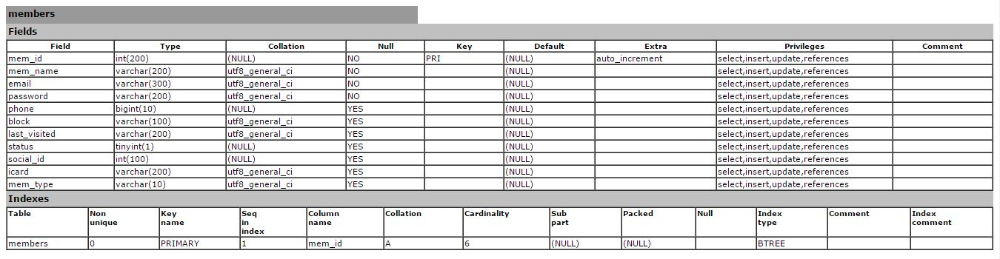 members
Fields
Field Type Collation Null Key Default Extra Privileges Comment
mem_id int(200) (NULL) NO PRI (NULL) auto_increment select,insert,update,references
mem_name varchar(200) utf8_general_ci NO (NULL) select,insert,update,references
email varchar(300) utf8_general_ci NO (NULL) select,insert,update,references
password varchar(200) utf8_general_ci NO (NULL) select,insert,update,references
phone bigint(10) (NULL) YES (NULL) select,insert,update,references
block varchar(100) utf8_general_ci YES (NULL) select,insert,update,references
last_visited varchar(200) utf8_general_ci YES (NULL) select,insert,update,references
status tinyint(1) (NULL) YES (NULL) select,insert,update,references
social_id int(100) (NULL) YES (NULL) select,insert,update,references
icard varchar(200) utf8_general_ci YES (NULL) select,insert,update,references
mem_type varchar(10) utf8_general_ci YES (NULL) select,insert,update,references
Indexes
Table Non unique Key name Seq in index Column name Collation Cardinality Sub part Packed Null Index type Comment Index comment
members 0 PRIMARY 1 mem_id A 6 (NULL) (NULL) BTREE